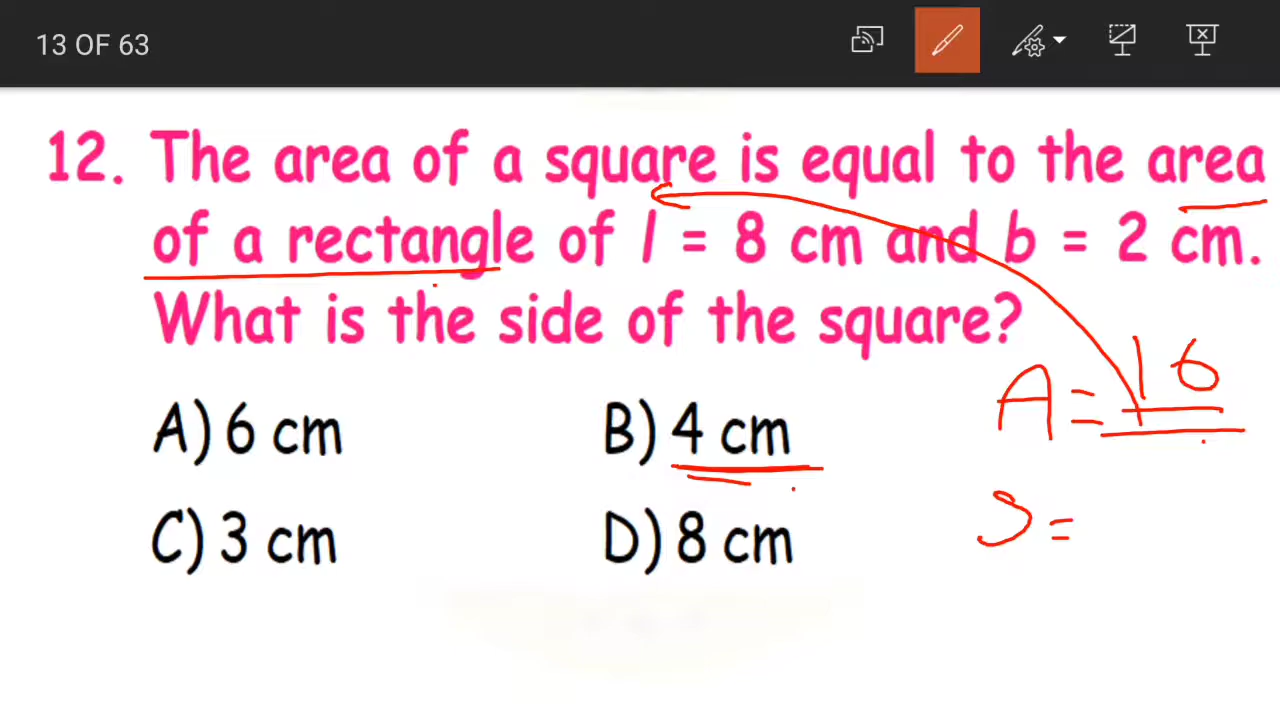 13 OF 63
12. The area of a square is equal to the area
of a rectangle of l = 8 cm and b = 2 cm.
What is the side of the square?
A = 16
A) 6 cm
B) 4 cm
S =
C) 3 cm
D) 8 cm